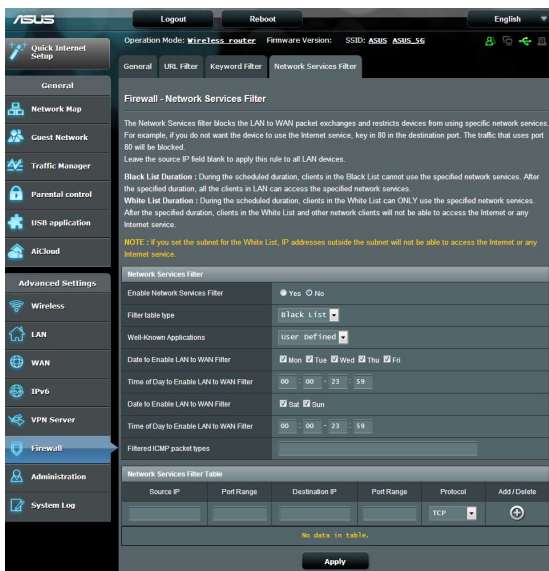 ASUS
Logout Reboot English
Operation Mode: Wireless router Firmware Version: SSID: ASUS ASUS_5G
Quick Internet
Setup
General
Network Map
Guest Network
Traffic Manager
Parental control
USB application
AiCloud
Advanced Settings
Wireless
LAN
WAN
IPv6
VPN Server
Firewall
Administration
System Log
General URL Filter Keyword Filter Network Services Filter
Firewall - Network Services Filter
The Network Services filter blocks the LAN to WAN packet exchanges and restricts devices from using specific network services.
For example, if you do not want the device to use the Internet service, key in 80 in the destination port. The traffic that uses port
80 will be blocked.
Leave the source IP field blank to apply this rule to all LAN devices.
Black List Duration : During the scheduled duration, clients in the Black List cannot use the specified network services. After
the specified duration, all the clients in LAN can access the specified network services.
White List Duration : During the scheduled duration, clients in the White List can ONLY use the specified network services.
After the specified duration, clients in the White List and other network clients will not be able to access the Internet or any
Internet service.
NOTE : If you set the subnet for the White List, IP addresses outside the subnet will not be able to access the Internet or any
Internet service.
Network Services Filter
Enable Network Services Filter Yes No
Filter table type Black List
Well-Known Applications User Defined
Date to Enable LAN to WAN Filter Mon Tue Wed Thu Fri
Time of Day to Enable LAN to WAN Filter 00 : 00 - 23 : 59
Date to Enable LAN to WAN Filter Sat Sun
Time of Day to Enable LAN to WAN Filter 00 : 00 - 23 : 59
Filtered ICMP packet types
Network Services Filter Table
Source IP Port Range Destination IP Port Range Protocol Add / Delete
TCP
No data in table.
Apply